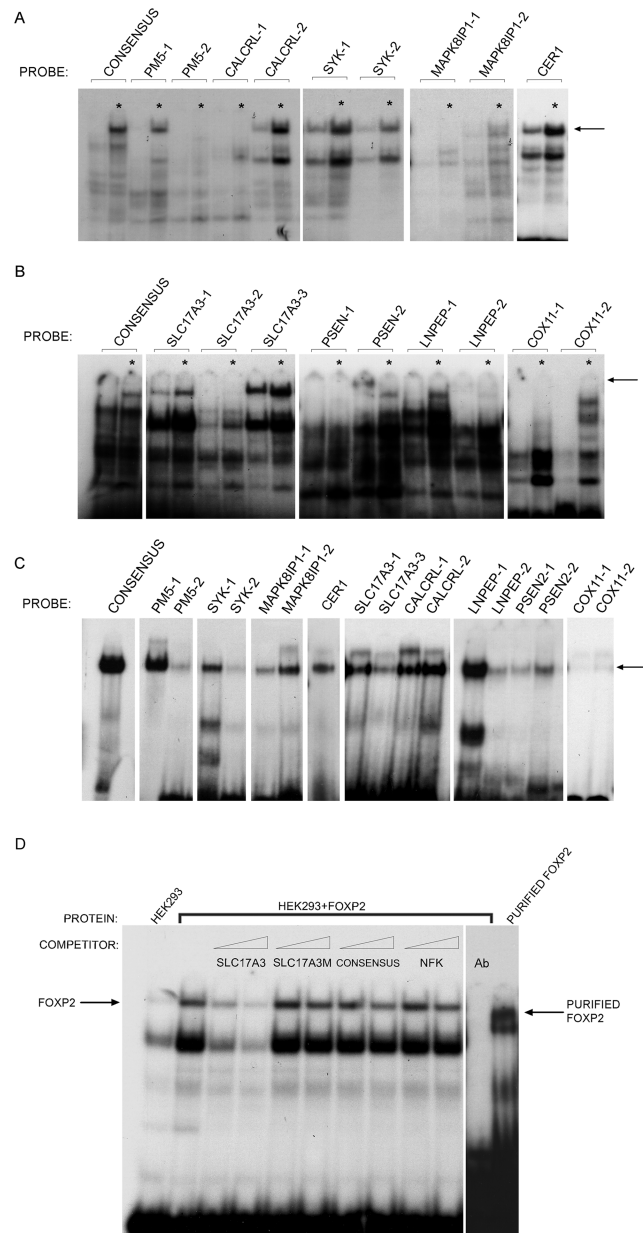 A
PROBE: CONSENSUS PM5-1 PM5-2 CALCRL-1 CALCRL-2 SYK-1 SYK-2 MAPK8IP1-1 MAPK8IP1-2 CER1
* * * * * * * * * *
B
PROBE: CONSENSUS SLC17A3-1 SLC17A3-2 SLC17A3-3 PSEN-1 PSEN-2 LNPEP-1 LNPEP-2 COX11-1 COX11-2
* * * * * * * * * *
C
PROBE: CONSENSUS PM5-1 PM5-2 SYK-1 SYK-2 MAPK8IP1-1 MAPK8IP1-2 CER1 SLC17A3-1 SLC17A3-3 CALCRL-1 CALCRL-2 LNPEP-1 LNPEP-2 PSEN2-1 PSEN2-2 COX11-1 COX11-2
D
PROTEIN: HEK293 HEK293+FOXP2 PURIFIED FOXP2
COMPETITOR:
SLC17A3 SLC17A3M CONSENSUS NFK Ab
FOXP2
PURIFIED
FOXP2